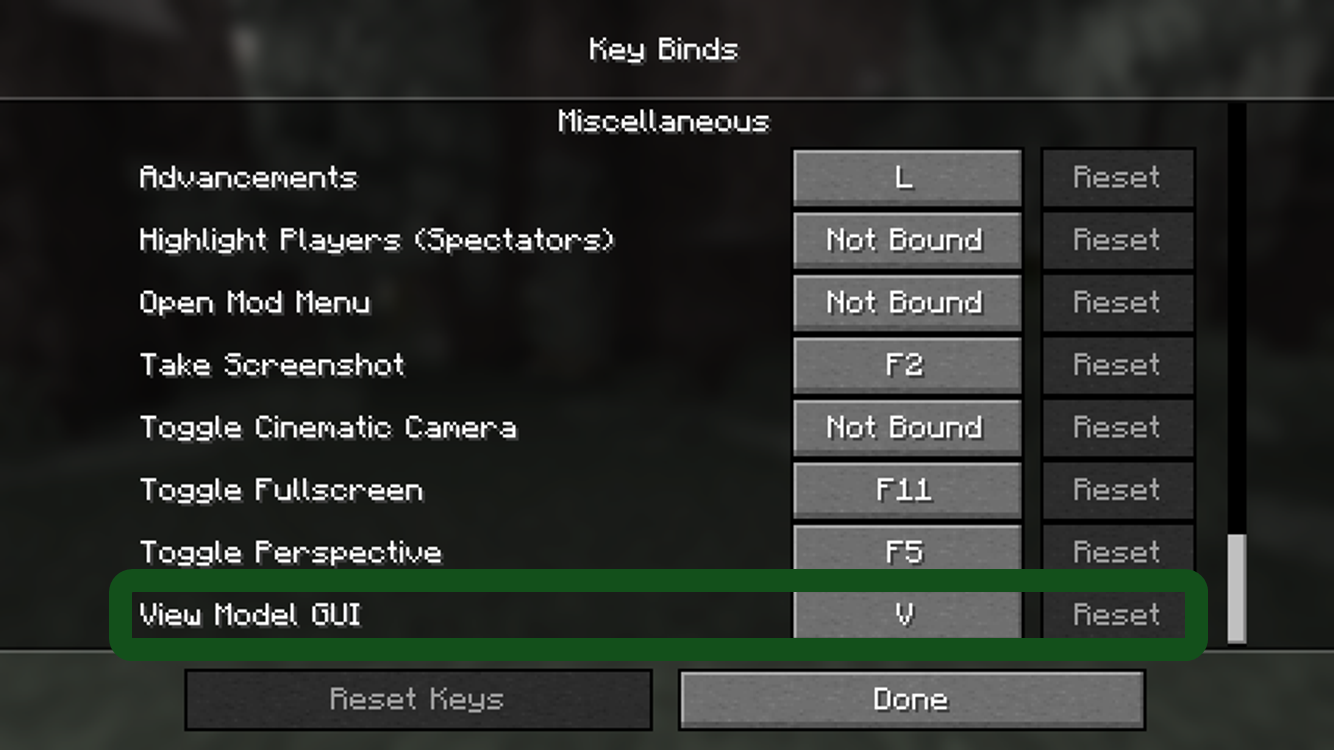 Key Binds
Miscellaneous
Advancements L Reset
Highlight Players (Spectators) Not Bound Reset
Open Mod Menu Not Bound Reset
Take Screenshot F2 Reset
Toggle Cinematic Camera Not Bound Reset
Toggle Fullscreen F11 Reset
Toggle Perspective F5 Reset
View Model GUI V Reset
Reset Keys Done